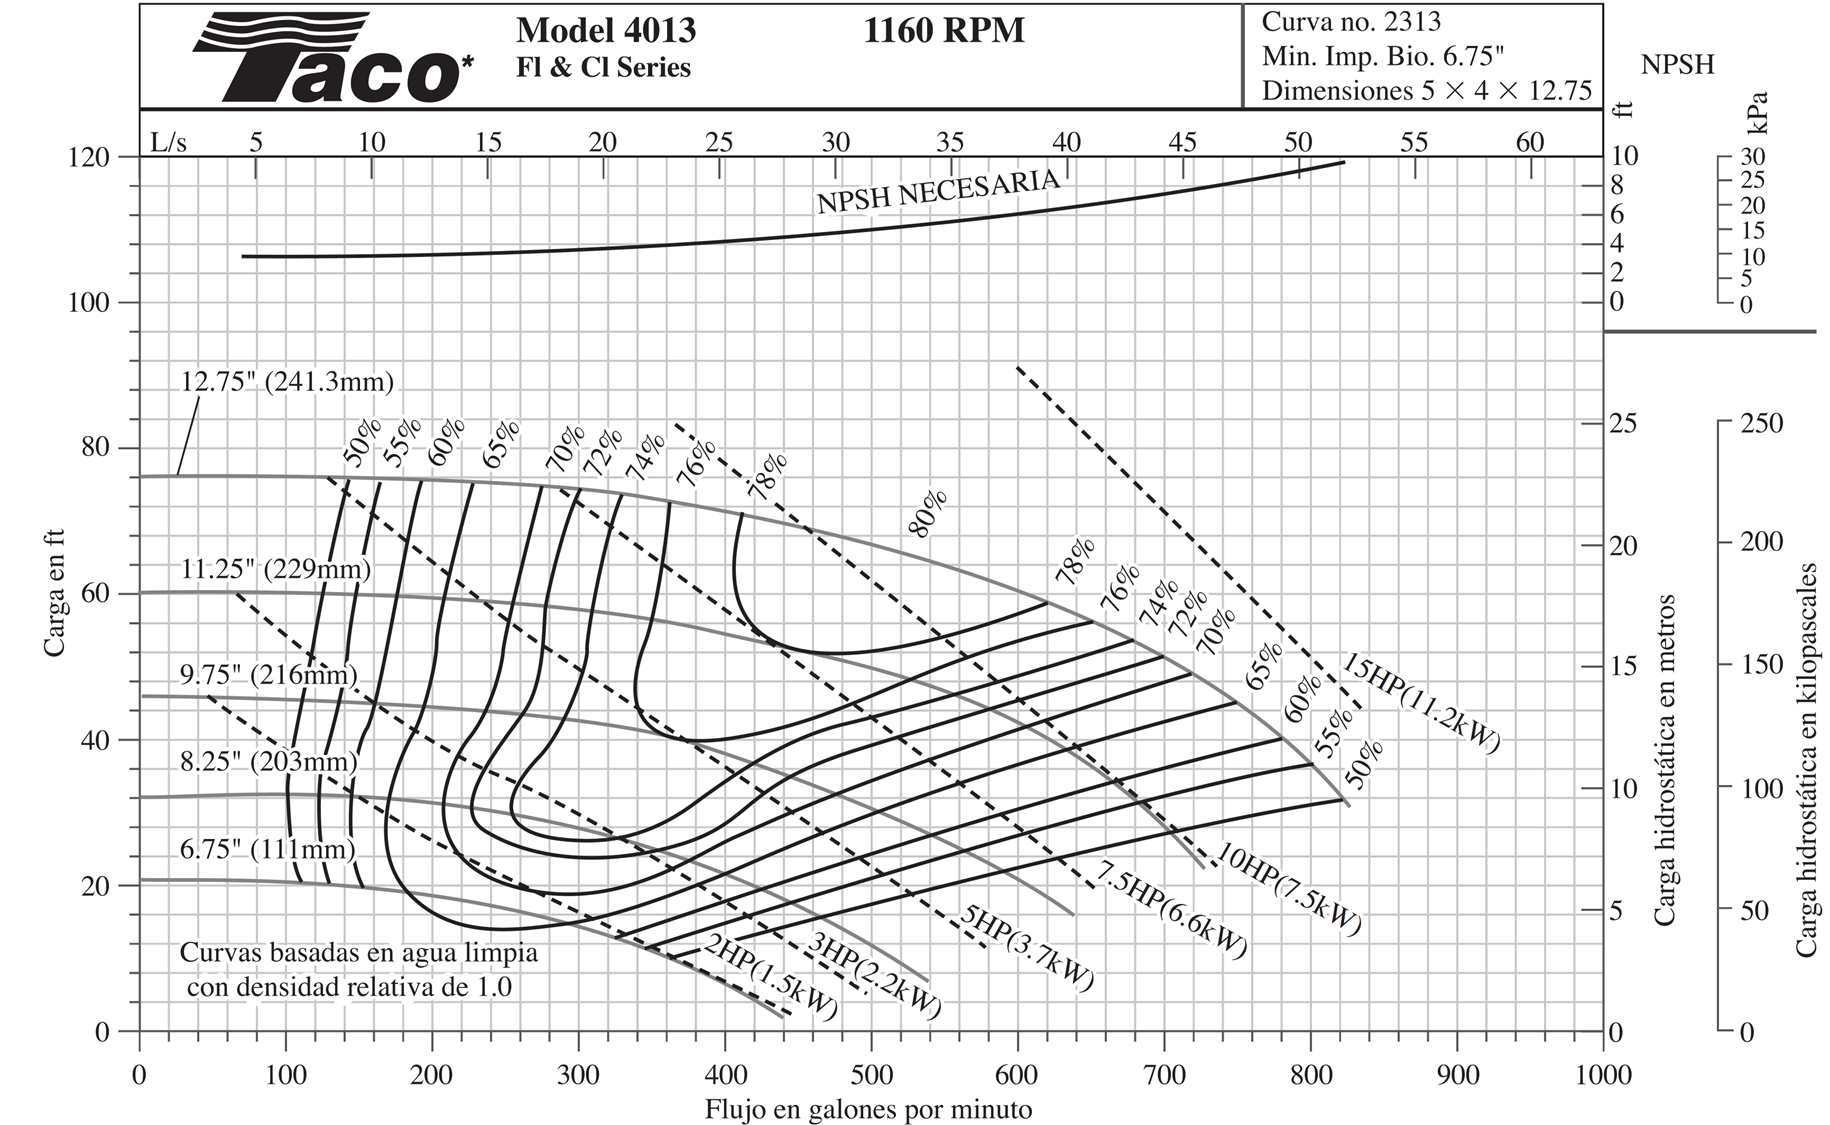 Taco*
Model 4013
1160 RPM
Fl & Cl Series
Curva no. 2313
Min. Imp. Bio. 6.75"
Dimensiones 5 × 4 × 12.75
NPSH
ft
kPa
L/s 5 10 15 20 25 30 35 40 45 50 55 60
120
100
80
60
40
20
0
Carga en ft
10
8
6
4
2
0
30
25
20
15
10
5
0
NPSH NECESARIA
12.75" (241.3mm)
11.25" (229mm)
9.75" (216mm)
8.25" (203mm)
6.75" (111mm)
50% 55% 60% 65% 70% 72% 74% 76% 78% 80%
78% 76% 74% 72% 70% 65% 60% 55% 50%
15HP(11.2kW)
10HP(7.5kW)
7.5HP(6.6kW)
5HP(3.7kW)
3HP(2.2kW)
2HP(1.5kW)
Curvas basadas en agua limpia
con densidad relativa de 1.0
25
20
15
10
5
0
Carga hidrostática en metros
250
200
150
100
50
0
Carga hidrostática en kilopascales
0 100 200 300 400 500 600 700 800 900 1000
Flujo en galones por minuto